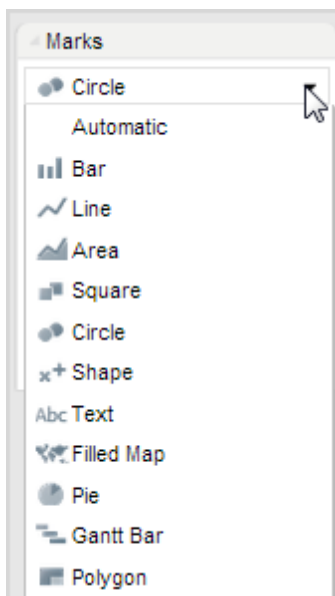 Marks
Circle
Automatic
Bar
Line
Area
Square
Circle
Shape
Abc Text
Filled Map
Pie
Gantt Bar
Polygon